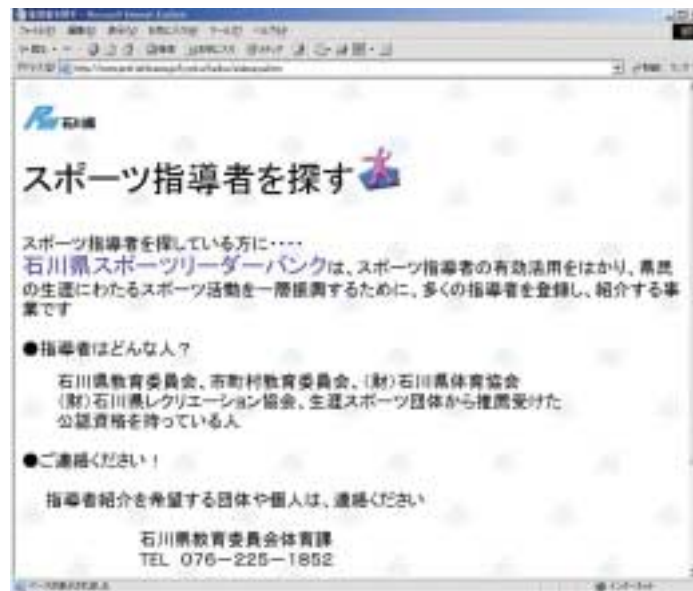 石川県
スポーツ指導者を探す
スポーツ指導者を探している方に・・・・
石川県スポーツリーダーバンクは、スポーツ指導者の有効活用をはかり、県民
の生涯にわたるスポーツ活動を一層振興するために、多くの指導者を登録し、紹介する事
業です
●指導者はどんな人？
石川県教育委員会、市町村教育委員会、(財)石川県体育協会
(財)石川県レクリエーション協会、生涯スポーツ団体から推薦受けた
公認資格を持っている人
●ご連絡ください！
指導者紹介を希望する団体や個人は、連絡ください
石川県教育委員会体育課
TEL 076－225－1852